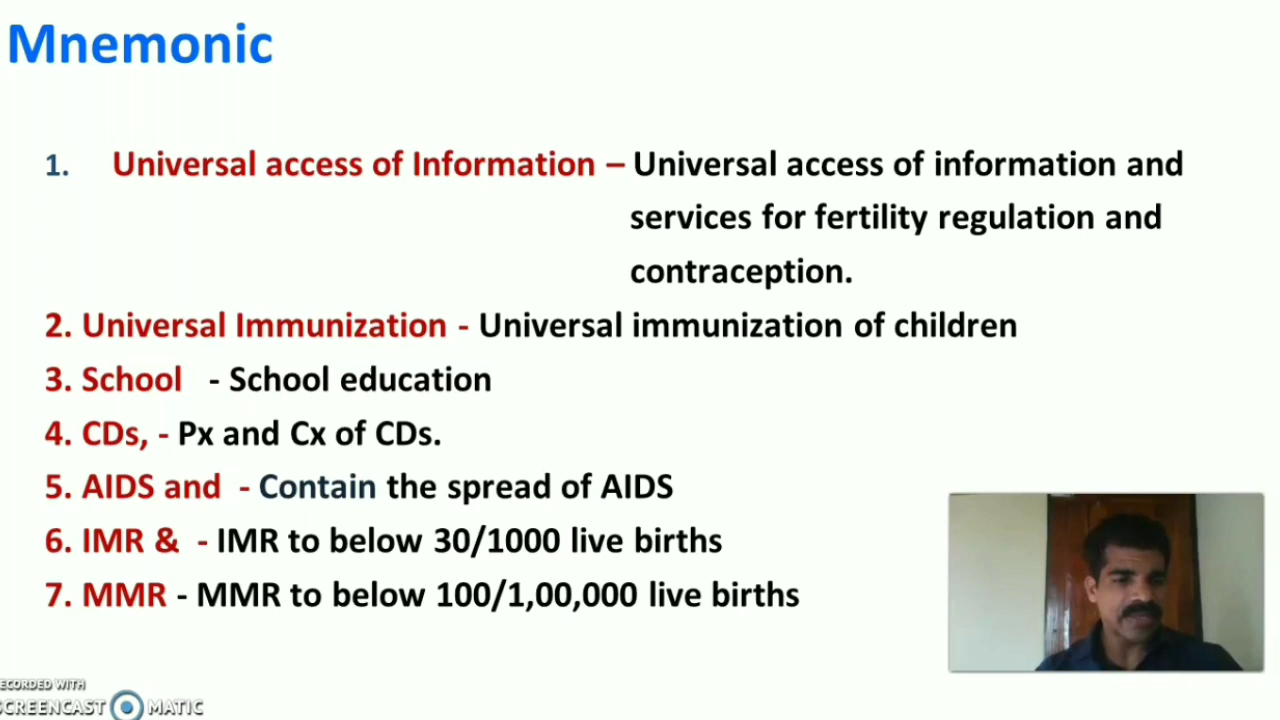 Mnemonic
1. Universal access of Information – Universal access of information and
services for fertility regulation and
contraception.
2. Universal Immunization - Universal immunization of children
3. School - School education
4. CDs, - Px and Cx of CDs.
5. AIDS and - Contain the spread of AIDS
6. IMR & - IMR to below 30/1000 live births
7. MMR - MMR to below 100/1,00,000 live births
ECORDED WITH
SCREENCAST MATIC